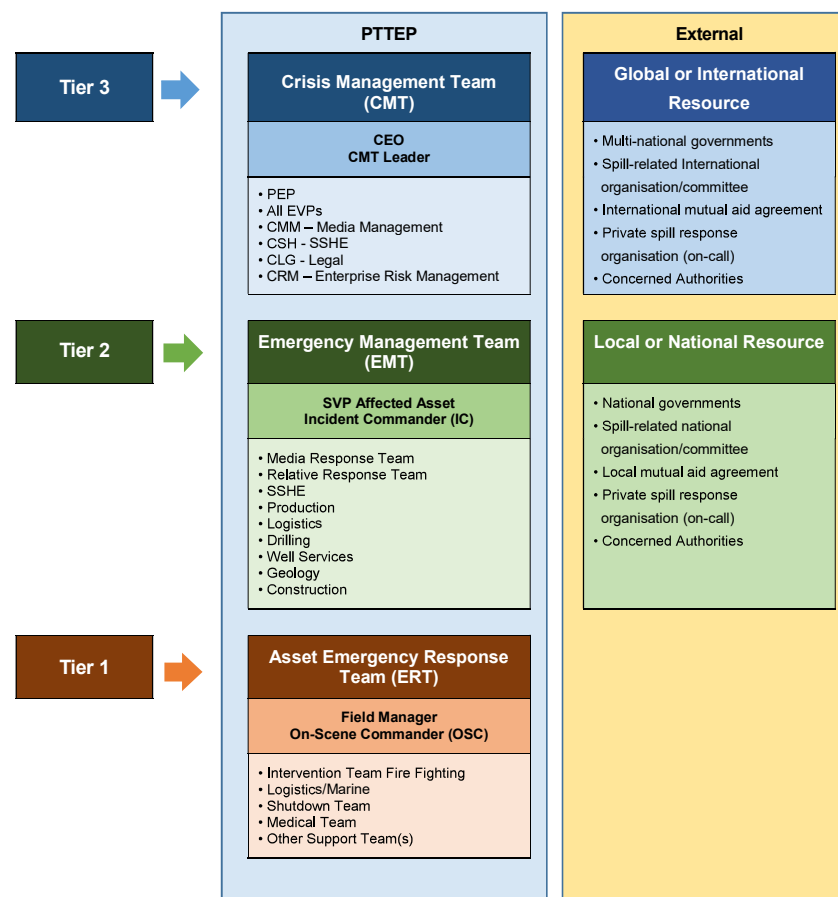 PTTEP
External
Tier 3
Crisis Management Team
(CMT)
CEO
CMT Leader
• PEP
• All EVPs
• CMM – Media Management
• CSH - SSHE
• CLG - Legal
• CRM – Enterprise Risk Management
Global or International
Resource
• Multi-national governments
• Spill-related International
organisation/committee
• International mutual aid agreement
• Private spill response
organisation (on-call)
• Concerned Authorities
Tier 2
Emergency Management Team
(EMT)
SVP Affected Asset
Incident Commander (IC)
• Media Response Team
• Relative Response Team
• SSHE
• Production
• Logistics
• Drilling
• Well Services
• Geology
• Construction
Local or National Resource
• National governments
• Spill-related national
organisation/committee
• Local mutual aid agreement
• Private spill response
organisation (on-call)
• Concerned Authorities
Tier 1
Asset Emergency Response
Team (ERT)
Field Manager
On-Scene Commander (OSC)
• Intervention Team Fire Fighting
• Logistics/Marine
• Shutdown Team
• Medical Team
• Other Support Team(s)